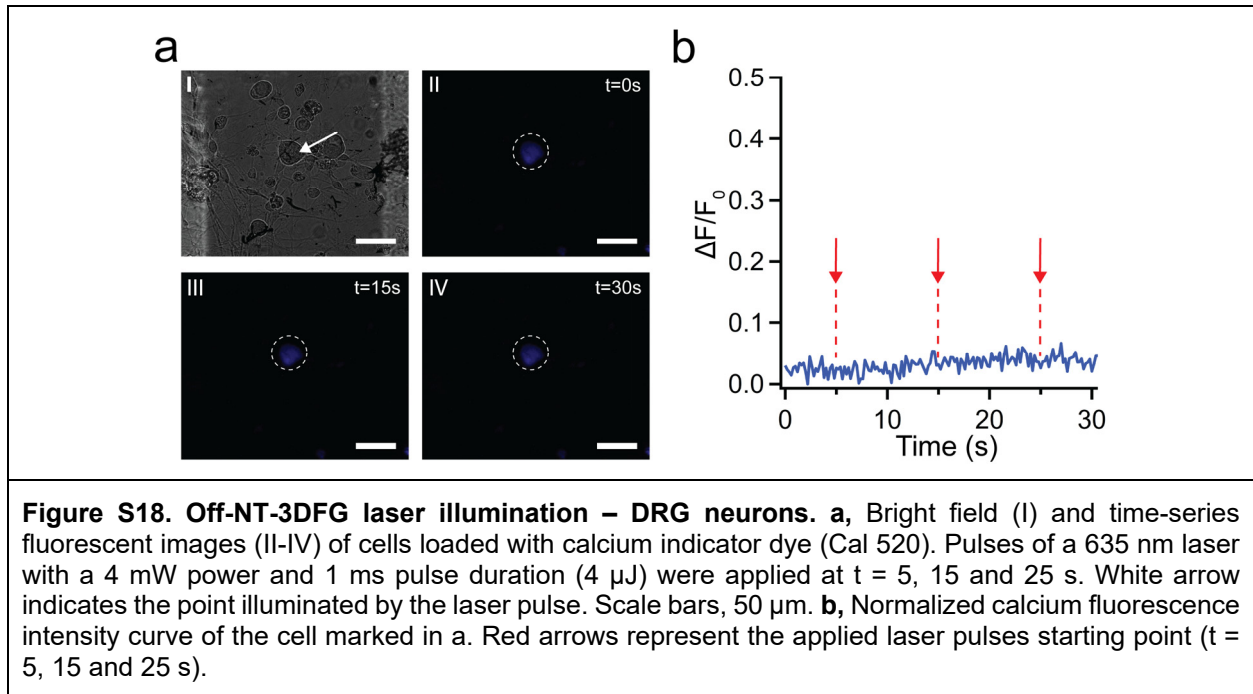 a
I
II
t=0s
III
t=15s
IV
t=30s
b
0.5
0.4
0.3
0.2
0.1
0.0
ΔF/F₀
0
10
20
30
Time (s)
Figure S18. Off-NT-3DFG laser illumination – DRG neurons. a, Bright field (I) and time-series
fluorescent images (II-IV) of cells loaded with calcium indicator dye (Cal 520). Pulses of a 635 nm laser
with a 4 mW power and 1 ms pulse duration (4 μJ) were applied at t = 5, 15 and 25 s. White arrow
indicates the point illuminated by the laser pulse. Scale bars, 50 μm. b, Normalized calcium fluorescence
intensity curve of the cell marked in a. Red arrows represent the applied laser pulses starting point (t =
5, 15 and 25 s).